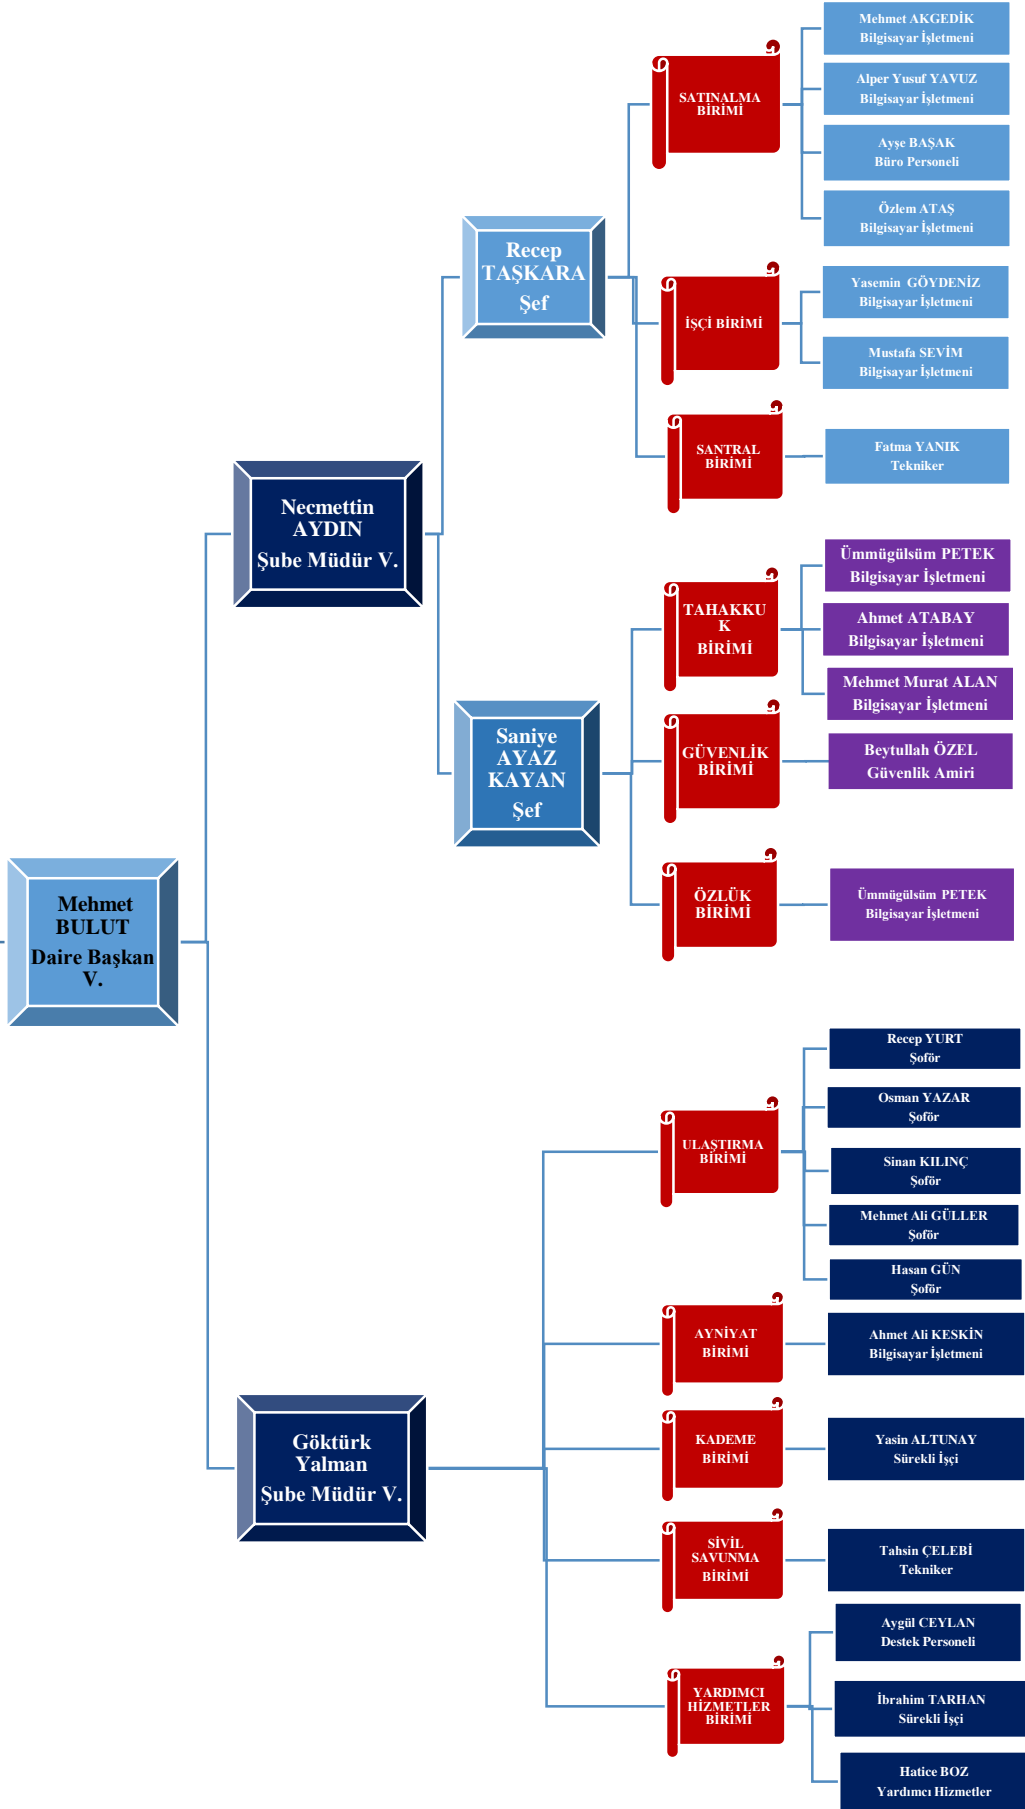 Mehmet AKGEDİK
Bilgisayar İşletmeni
Alper Yusuf YAVUZ
Bilgisayar İşletmeni
SATINALMA
BİRİMİ
Ayşe BAŞAK
Büro Personeli
Özlem ATAŞ
Bilgisayar İşletmeni
Recep
TAŞKARA
Şef
Yasemin  GÖYDENİZ
Bilgisayar İşletmeni
İŞÇİ BİRİMİ
Mustafa SEVİM
Bilgisayar İşletmeni
SANTRAL
BİRİMİ
Fatma YANIK
Tekniker
Necmettin
AYDIN
Şube Müdür V.
Ümmügülsüm PETEK
Bilgisayar İşletmeni
TAHAKKU
K
BİRİMİ
Ahmet ATABAY
Bilgisayar İşletmeni
Mehmet Murat ALAN
Bilgisayar İşletmeni
Saniye
AYAZ
KAYAN
Şef
GÜVENLİK
BİRİMİ
Beytullah ÖZEL
Güvenlik Amiri
ÖZLÜK
BİRİMİ
Ümmügülsüm PETEK
Bilgisayar İşletmeni
Mehmet
BULUT
Daire Başkan
V.
Recep YURT
Şoför
Osman YAZAR
Şoför
ULAŞTIRMA
BİRİMİ
Sinan KILINÇ
Şoför
Mehmet Ali GÜLLER
Şoför
Hasan GÜN
Şoför
AYNİYAT
BİRİMİ
Ahmet Ali KESKİN
Bilgisayar İşletmeni
Göktürk
Yalman
Şube Müdür V.
KADEME
BİRİMİ
Yasin ALTUNAY
Sürekli İşçi
SİVİL
SAVUNMA
BİRİMİ
Tahsin ÇELEBİ
Tekniker
Aygül CEYLAN
Destek Personeli
YARDIMCI
HİZMETLER
BİRİMİ
İbrahim TARHAN
Sürekli İşçi
Hatice BOZ
Yardımcı Hizmetler